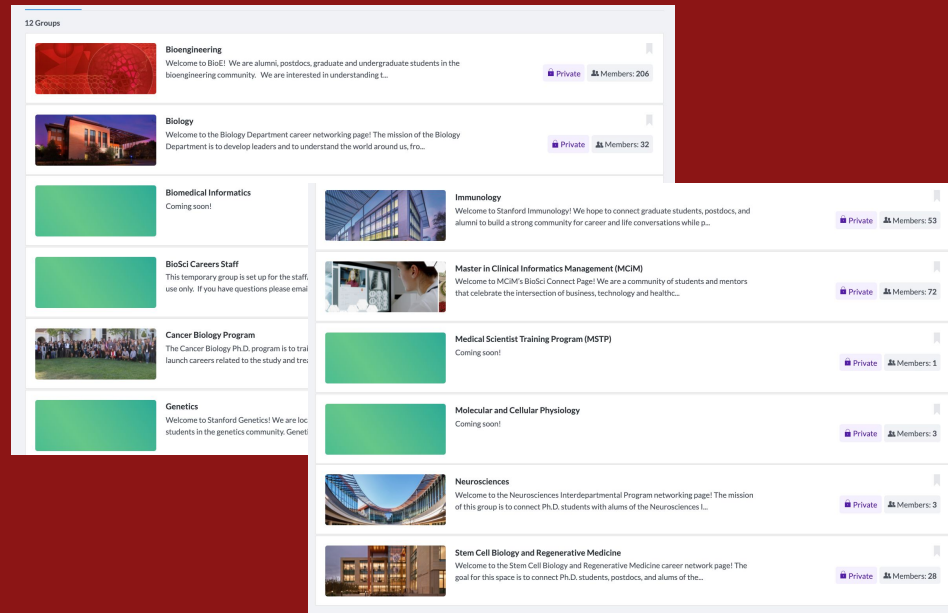 12 Groups
Bioengineering
Welcome to BioE! We are alumni, postdocs, graduate and undergraduate students in the
bioengineering community. We are interested in understanding t...
Private Members: 206
Biology
Welcome to the Biology Department career networking page! The mission of the Biology
Department is to develop leaders and to understand the world around us, fro...
Private Members: 32
Biomedical Informatics
Coming soon!
BioSci Careers Staff
This temporary group is set up for the staff
use only. If you have questions please emai
Cancer Biology Program
The Cancer Biology Ph.D. program is to trai
launch careers related to the study and trea
Genetics
Welcome to Stanford Genetics! We are loc
students in the genetics community. Geneti
Immunology
Welcome to Stanford Immunology! We hope to connect graduate students, postdocs, and
alumni to build a strong community for career and life conversations while p...
Private Members: 53
Master in Clinical Informatics Management (MCiM)
Welcome to MCiM's BioSci Connect Page! We are a community of students and mentors
that celebrate the intersection of business, technology and healthc...
Private Members: 72
Medical Scientist Training Program (MSTP)
Coming soon!
Private Members: 1
Molecular and Cellular Physiology
Coming soon!
Private Members: 3
Neurosciences
Welcome to the Neurosciences Interdepartmental Program networking page! The mission
of this group is to connect Ph.D. students with alums of the Neurosciences I...
Private Members: 3
Stem Cell Biology and Regenerative Medicine
Welcome to the Stem Cell Biology and Regenerative Medicine career network page! The
goal for this space is to connect Ph.D. students, postdocs, and alums of the...
Private Members: 28